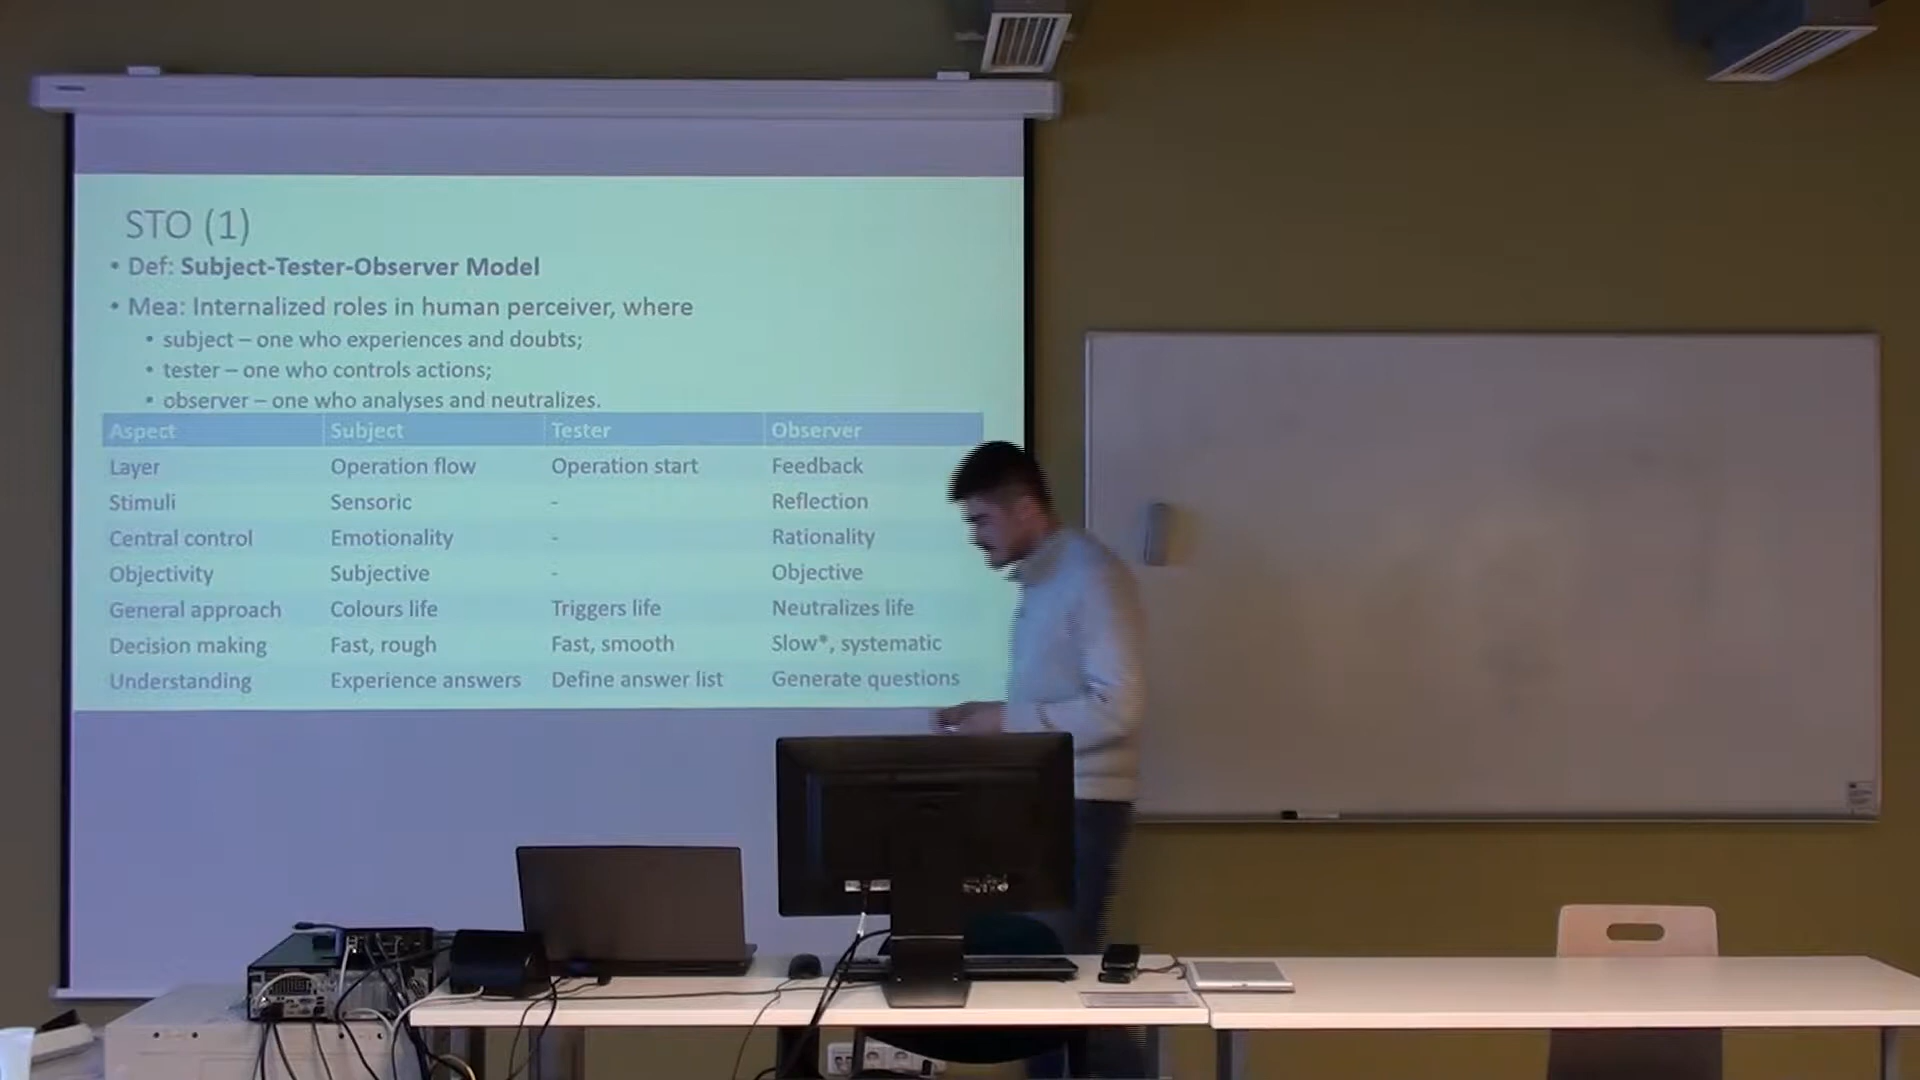 STO (1)
• Def: Subject-Tester-Observer Model
• Mea: Internalized roles in human perceiver, where
• subject – one who experiences and doubts;
• tester – one who controls actions;
• observer – one who analyses and neutralizes.
Aspect Subject Tester Observer
Layer Operation flow Operation start Feedback
Stimuli Sensoric - Reflection
Central control Emotionality - Rationality
Objectivity Subjective - Objective
General approach Colours life Triggers life Neutralizes life
Decision making Fast, rough Fast, smooth Slow*, systematic
Understanding Experience answers Define answer list Generate questions